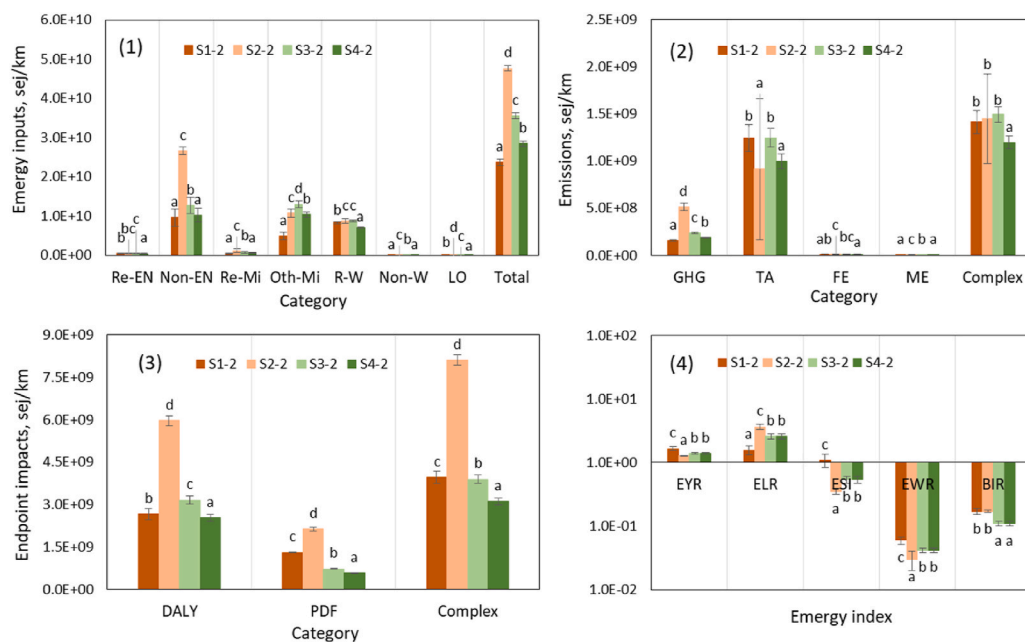 (1)
S1-2 S2-2 S3-2 S4-2
Emergy inputs, sej/km
6.0E+10
5.0E+10
4.0E+10
3.0E+10
2.0E+10
1.0E+10
0.0E+00
b b c c a
a c b a
a c b a
a c d b
b c c a
a c b a
b d c a
a d c b
Re-EN Non-EN Re-Mi Oth-Mi R-W Non-W LO Total
Category
(2)
S1-2 S2-2 S3-2 S4-2
Emissions, sej/km
2.5E+09
2.0E+09
1.5E+09
1.0E+09
5.0E+08
0.0E+00
a d c b
b a b a
ab c bc a
a c b a
b b b a
GHG TA FE ME Complex
Category
(3)
S1-2 S2-2 S3-2 S4-2
Endpoint impacts, sej/km
9.0E+09
7.5E+09
6.0E+09
4.5E+09
3.0E+09
1.5E+09
0.0E+00
b d c a
c d b a
c d b a
DALY PDF Complex
Category
(4)
S1-2 S2-2 S3-2 S4-2
1.0E+02
1.0E+01
1.0E+00
1.0E-01
1.0E-02
c a b b
a c b b
c a b b
c a b b
b b a a
EYR ELR ESI EWR BIR
Emergy index